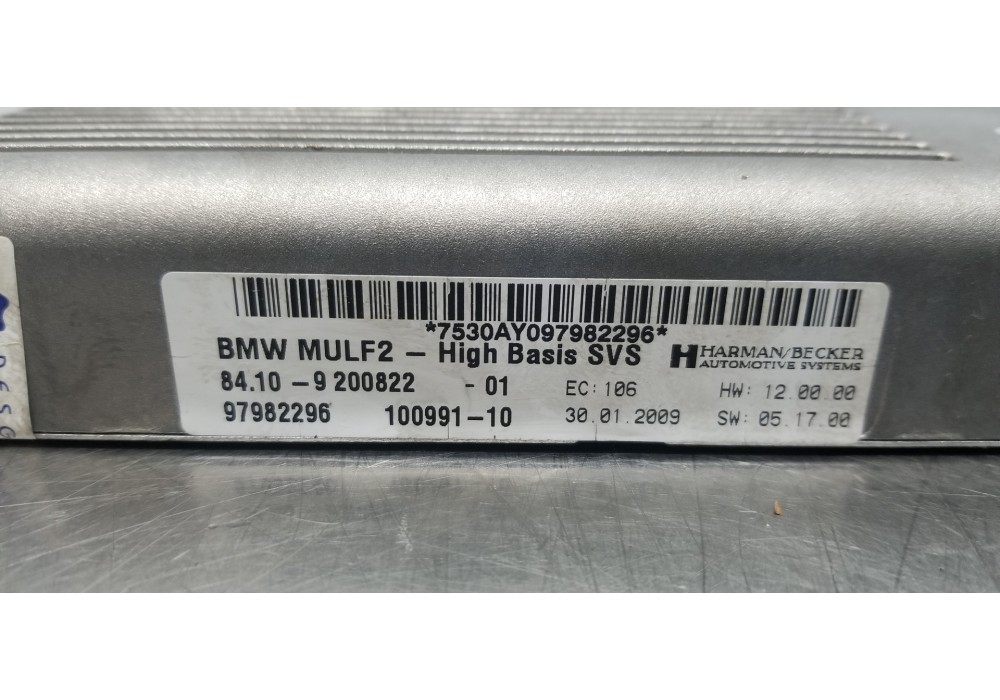 *7530AY097982296*
BMW MULF2 – High Basis SVS HARMAN/BECKER
AUTOMOTIVE SYSTEMS
84.10 – 9 200822 - 01 EC: 106 HW: 12.00.00
97982296 100991–10 30.01.2009 SW: 05.17.00